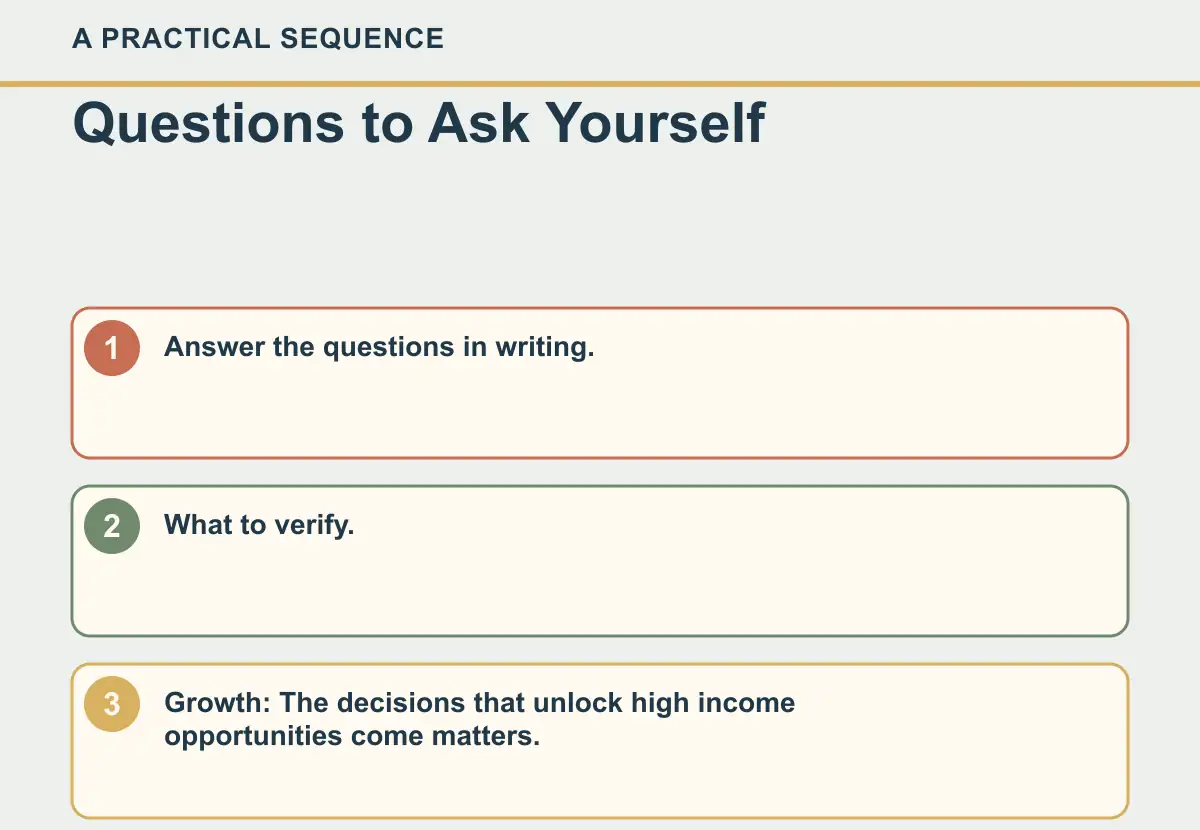 A PRACTICAL SEQUENCE
Questions to Ask Yourself
1
Answer the questions in writing.
2
What to verify.
3
Growth: The decisions that unlock high income
opportunities come matters.